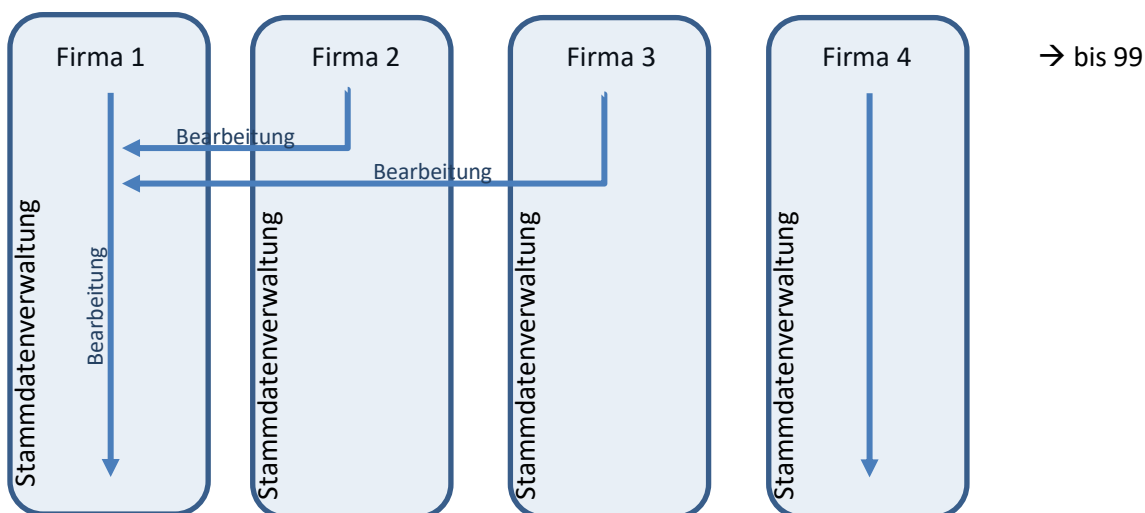 Firma 1
Firma 2
Firma 3
Firma 4
→ bis 99
Bearbeitung
Bearbeitung
Bearbeitung
Stammdatenverwaltung
Stammdatenverwaltung
Stammdatenverwaltung
Stammdatenverwaltung